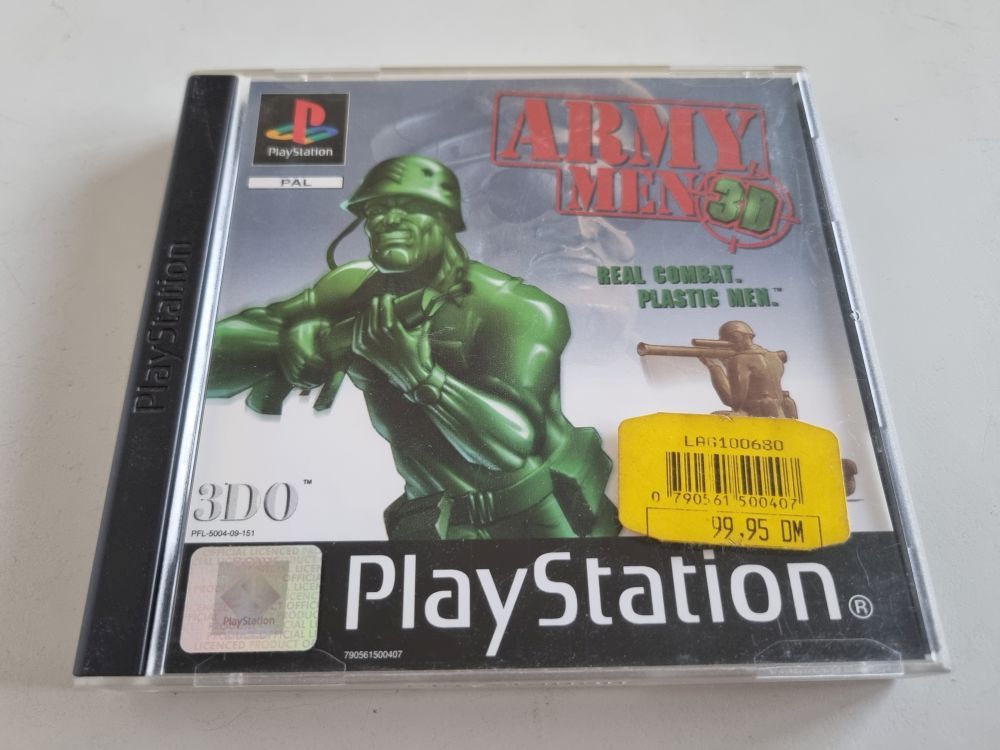 PlayStation
PlayStation
PAL
ARMY
MEN 3D
REAL COMBAT.
PLASTIC MEN.™
LAG100680
0 790561 500407
99,95 DM
3DO™
PFL-5004-09-151
PlayStation
PlayStation®
790561500407